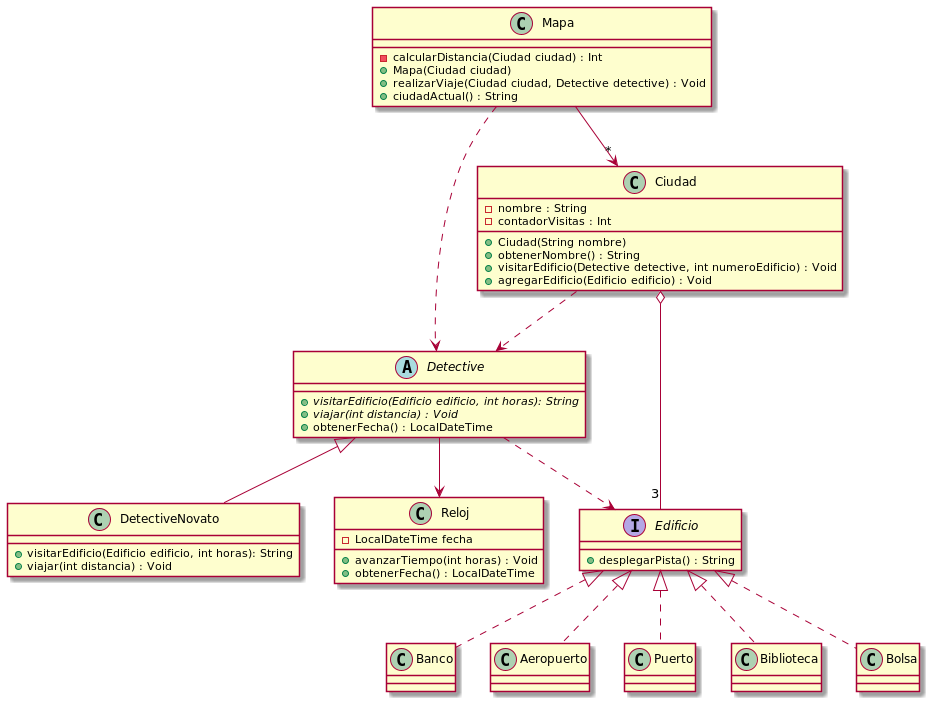 C Mapa
calcularDistancia(Ciudad ciudad) : Int
Mapa(Ciudad ciudad)
realizarViaje(Ciudad ciudad, Detective detective) : Void
ciudadActual() : String
*
C Ciudad
nombre : String
contadorVisitas : Int
Ciudad(String nombre)
obtenerNombre() : String
visitarEdificio(Detective detective, int numeroEdificio) : Void
agregarEdificio(Edificio edificio) : Void
A Detective
visitarEdificio(Edificio edificio, int horas): String
viajar(int distancia) : Void
obtenerFecha() : LocalDateTime
3
C DetectiveNovato
visitarEdificio(Edificio edificio, int horas): String
viajar(int distancia) : Void
C Reloj
LocalDateTime fecha
avanzarTiempo(int horas) : Void
obtenerFecha() : LocalDateTime
I Edificio
desplegarPista() : String
C Banco
C Aeropuerto
C Puerto
C Biblioteca
C Bolsa